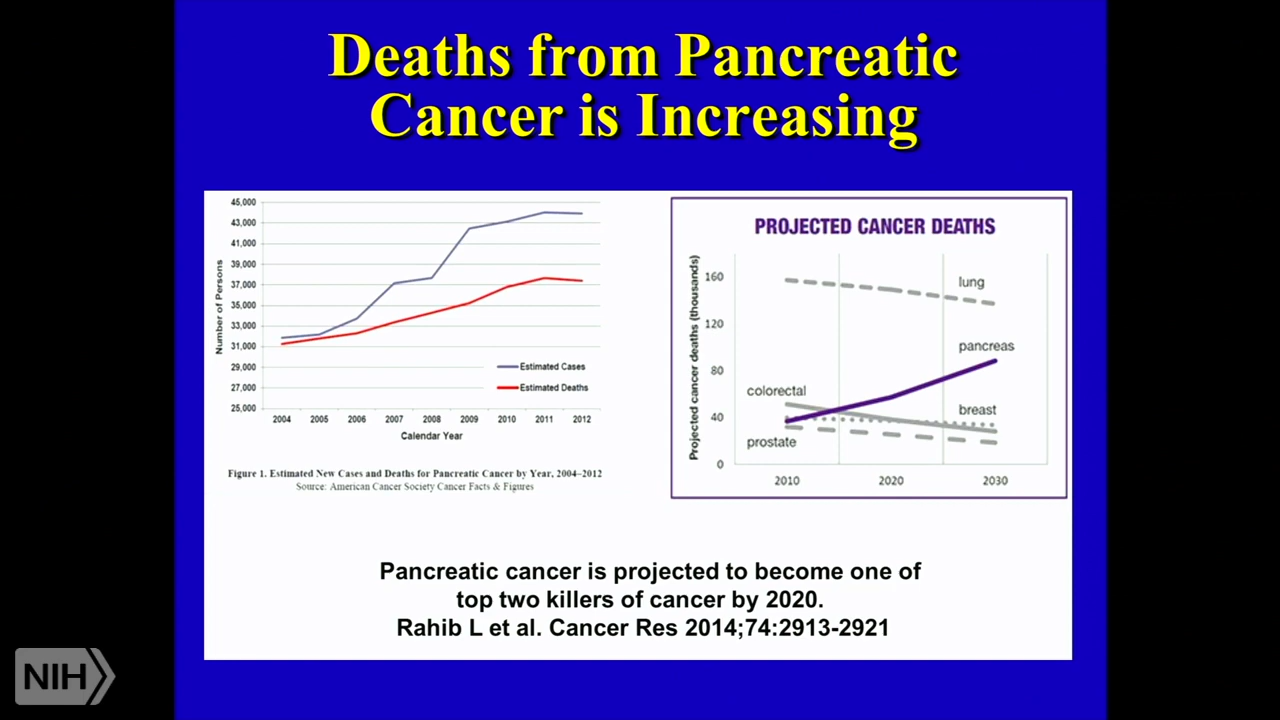 Deaths from Pancreatic
Cancer is Increasing
45,000
43,000
41,000
39,000
37,000
35,000
33,000
31,000
29,000
27,000
25,000
Number of Persons
Estimated Cases
Estimated Deaths
2004 2005 2006 2007 2008 2009 2010 2011 2012
Calendar Year
Figure 1. Estimated New Cases and Deaths for Pancreatic Cancer by Year, 2004–2012
Source: American Cancer Society Cancer Facts & Figures
PROJECTED CANCER DEATHS
Projected cancer deaths (thousands)
160
120
80
40
0
lung
pancreas
colorectal
breast
prostate
2010 2020 2030
Pancreatic cancer is projected to become one of
top two killers of cancer by 2020.
Rahib L et al. Cancer Res 2014;74:2913-2921
NIH